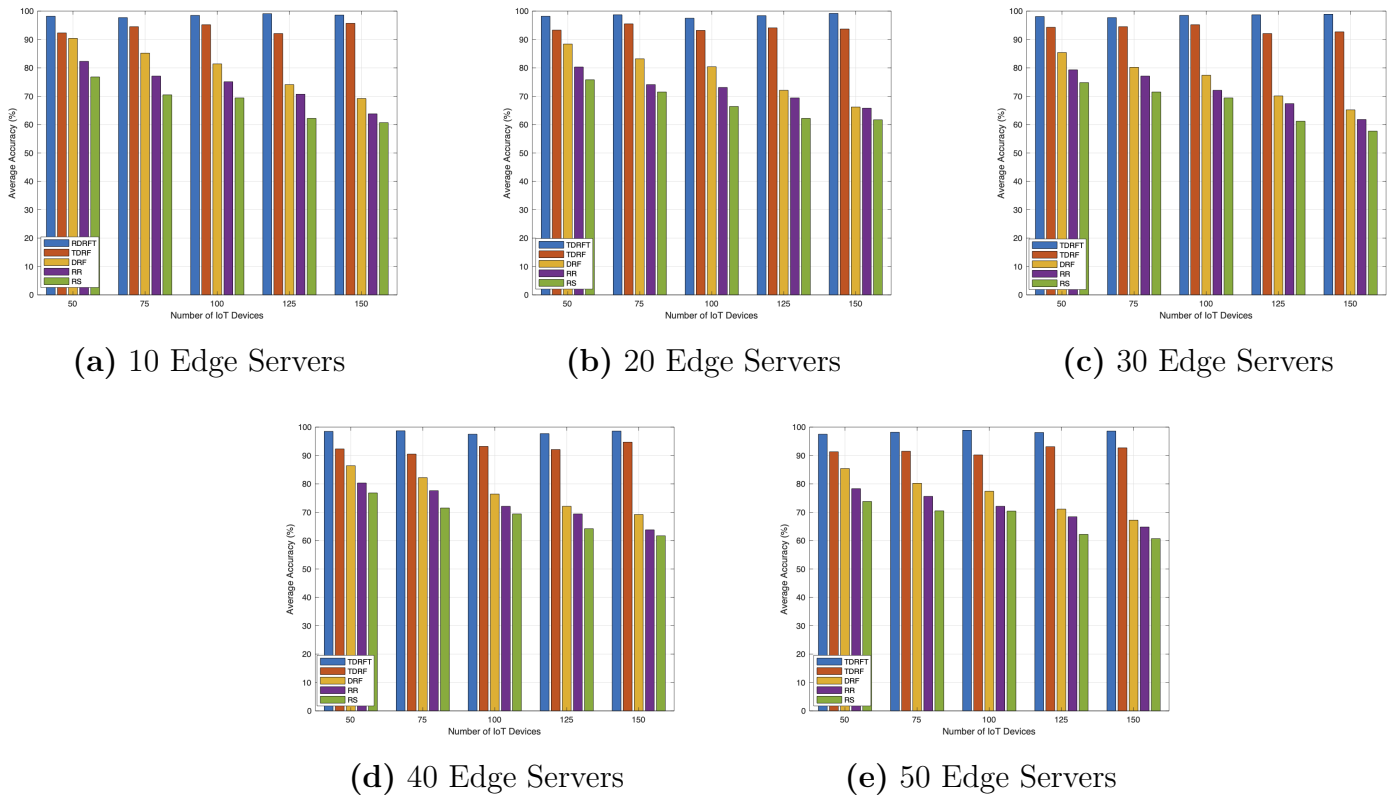 100
90
80
70
60
50
40
30
20
10
0
Average Accuracy (%)
RDRFT
TDRF
DRF
RR
RS
50 75 100 125 150
Number of IoT Devices
(a) 10 Edge Servers
100
90
80
70
60
50
40
30
20
10
0
Average Accuracy (%)
TDRFT
TDRF
DRF
RR
RS
50 75 100 125 150
Number of IoT Devices
(b) 20 Edge Servers
100
90
80
70
60
50
40
30
20
10
0
Average Accuracy (%)
TDRFT
TDRF
DRF
RR
RS
50 75 100 125 150
Number of IoT Devices
(c) 30 Edge Servers
100
90
80
70
60
50
40
30
20
10
0
Average Accuracy (%)
TDRFT
TDRF
DRF
RR
RS
50 75 100 125 150
Number of IoT Devices
(d) 40 Edge Servers
100
90
80
70
60
50
40
30
20
10
0
Average Accuracy (%)
TDRFT
TDRF
DRF
RR
RS
50 75 100 125 150
Number of IoT Devices
(e) 50 Edge Servers